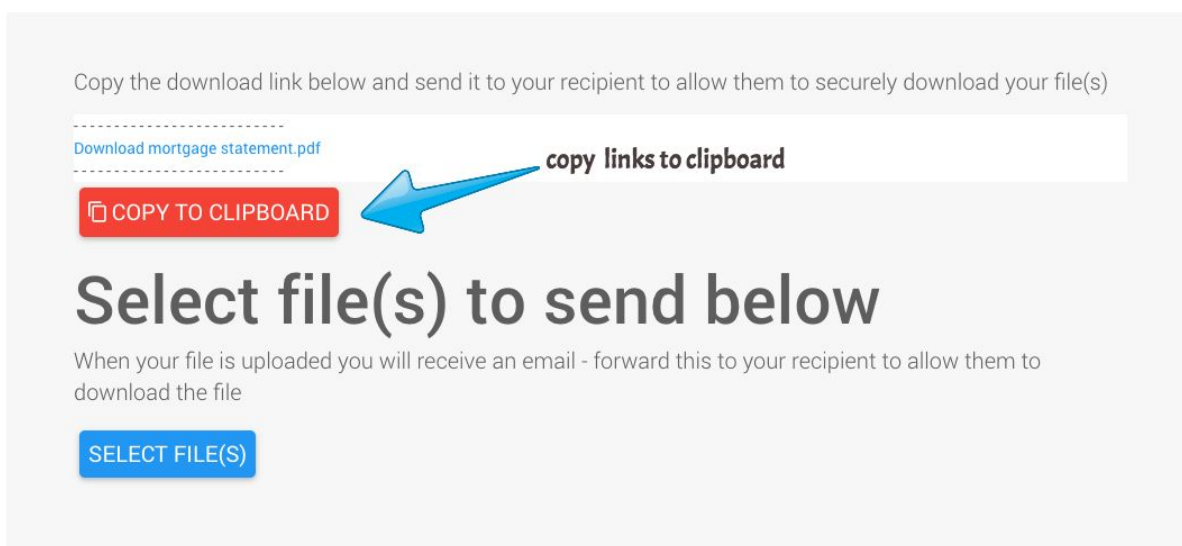 Copy the download link below and send it to your recipient to allow them to securely download your file(s)
--------------------------
Download mortgage statement.pdf
--------------------------
copy links to clipboard
COPY TO CLIPBOARD
Select file(s) to send below
When your file is uploaded you will receive an email - forward this to your recipient to allow them to
download the file
SELECT FILE(S)